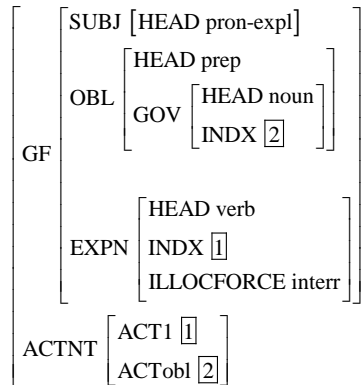 SUBJ [HEAD pron-expl]
HEAD prep
OBL
HEAD noun
GOV
INDX 2
GF
HEAD verb
EXPN INDX 1
ILLOCFORCE interr
ACT1 1
ACTNT
ACTobl 2